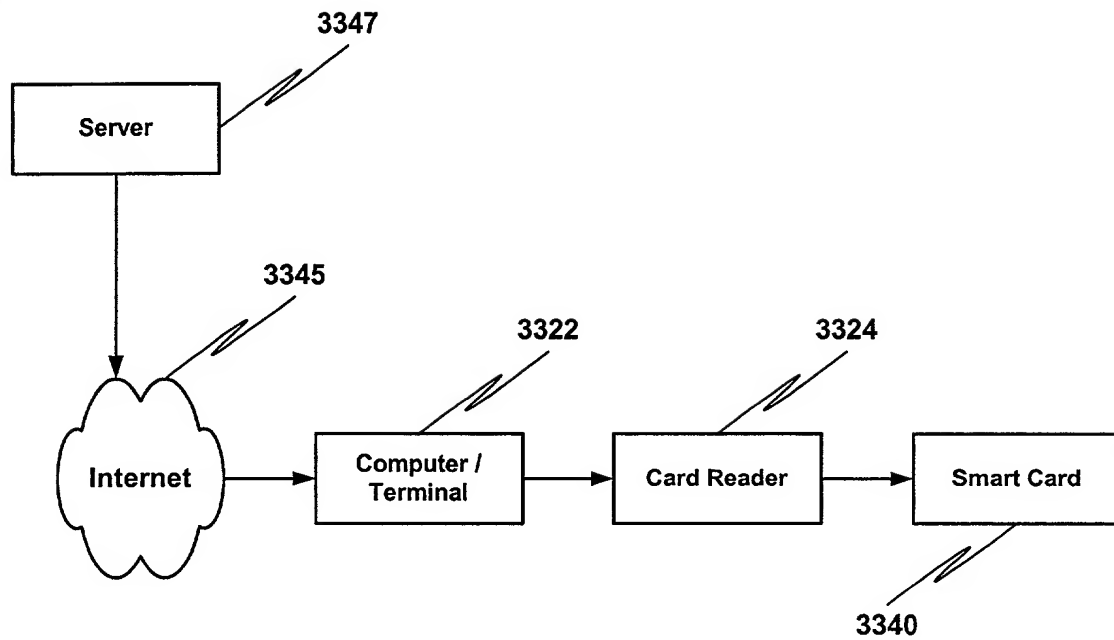 3347
Server
3345
3322
3324
Internet
Computer /
Terminal
Card Reader
Smart Card
3340